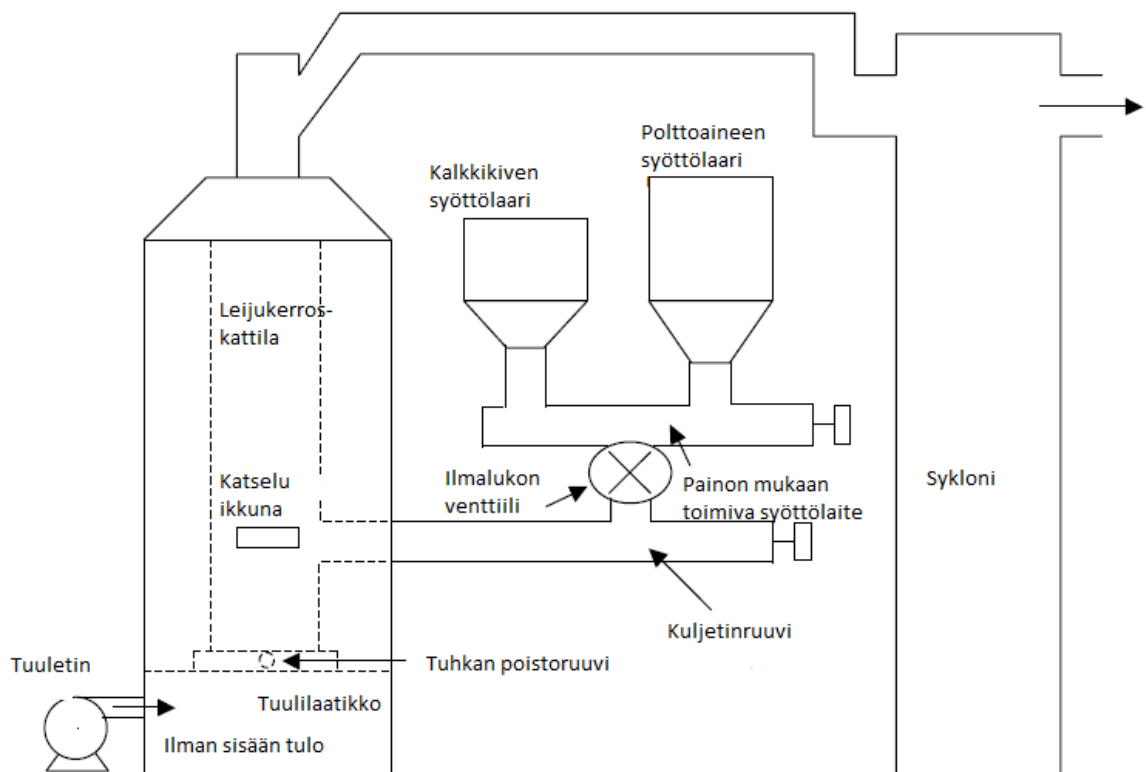 Polttoaineen
syöttölaari
Kalkkikiven
syöttölaari
Leijukerros-
kattila
Katselu
ikkuna
Ilmalukon
venttiili
Painon mukaan
toimiva syöttölaite
Sykloni
Kuljetinruuvi
Tuuletin
Tuhkan poistoruuvi
Tuulilaatikko
Ilman sisään tulo